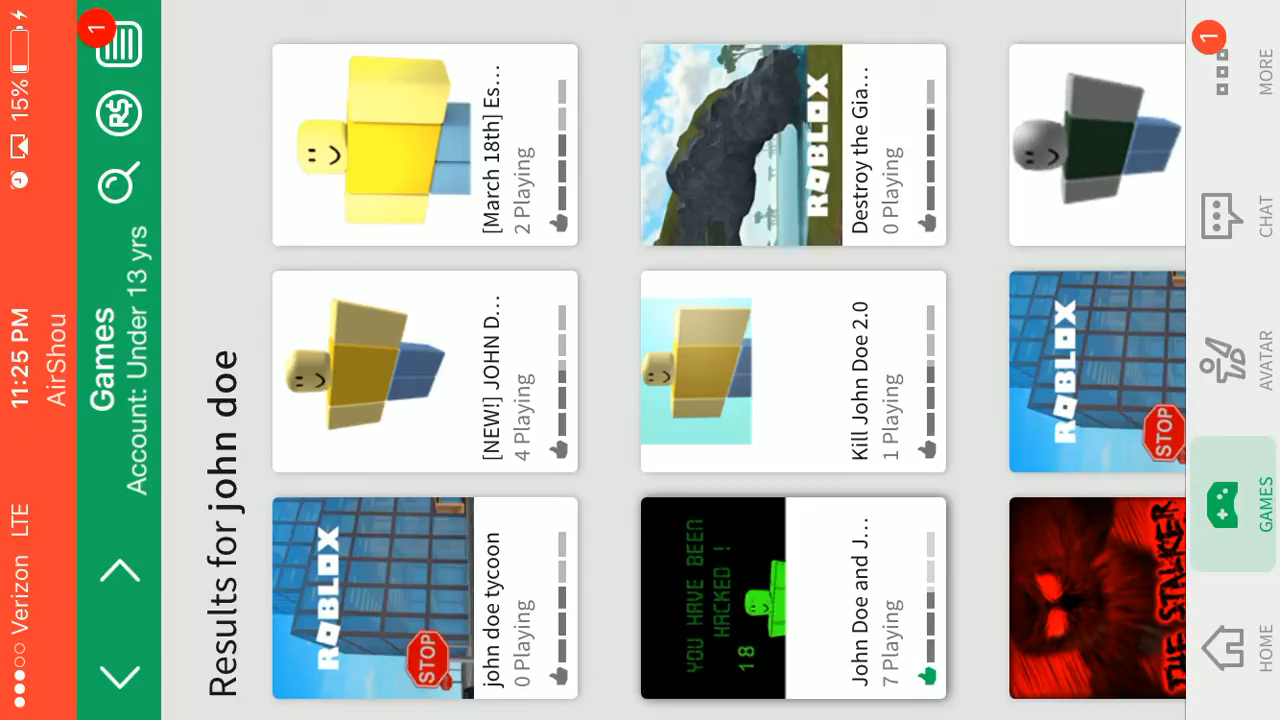 ●●●○○ Verizon LTE 11:25 PM 15%
AirShou
Games
Account: Under 13 yrs
R$
1
Results for john doe
ROBLOX
STOP
john doe tycoon
0 Playing
[NEW!] JOHN D...
4 Playing
[March 18th] Es...
2 Playing
YOU HAVE BEEN
HACKED !
18
John Doe and J...
7 Playing
Kill John Doe 2.0
1 Playing
ROBLOX
Destroy the Gia...
0 Playing
THE STALKER
ROBLOX
STOP
HOME
GAMES
AVATAR
CHAT
MORE
1